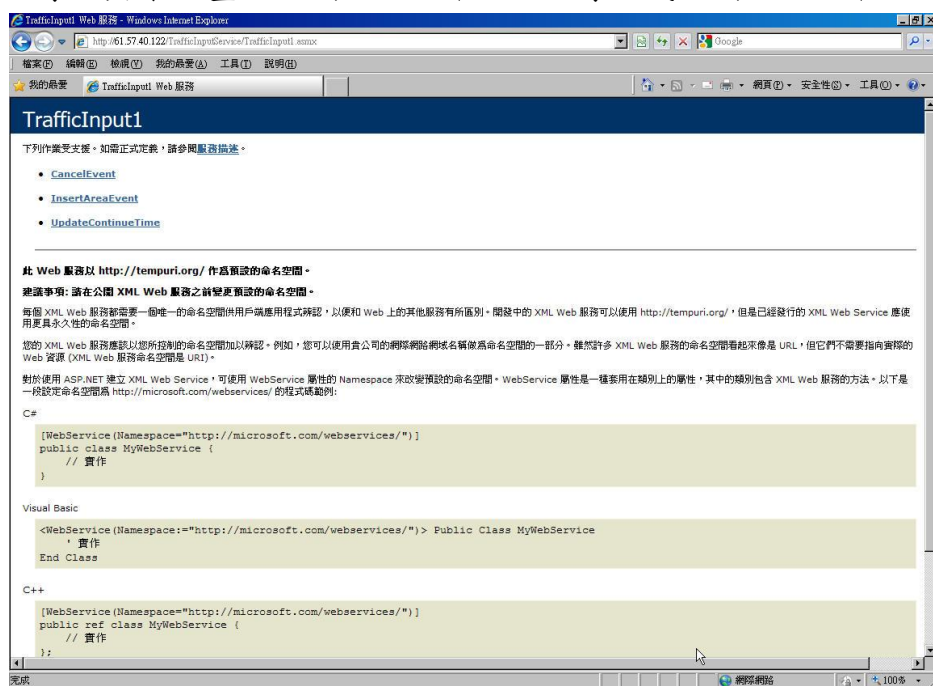 TrafficInput1 Web 服務 - Windows Internet Explorer
http://61.57.40.122/TrafficInputService/TrafficInput1.asmx
Google
檔案(F) 編輯(E) 檢視(V) 我的最愛(A) 工具(T) 說明(H)
我的最愛 TrafficInput1 Web 服務 網頁(P) 安全性(S) 工具(O)
TrafficInput1
下列作業受支援。如需正式定義，請參閱服務描述。
• CancelEvent
• InsertAreaEvent
• UpdateContinueTime
此 Web 服務以 http://tempuri.org/ 作為預設的命名空間。
建議事項: 請在公開 XML Web 服務之前變更預設的命名空間。
每個 XML Web 服務都需要一個唯一的命名空間供用戶端應用程式辨認，以便和 Web 上的其他服務有所區別。開發中的 XML Web 服務可以使用 http://tempuri.org/，但是已經發行的 XML Web Service 應使
用更具永久性的命名空間。
您的 XML Web 服務應該以您所控制的命名空間加以辨認。例如，您可以使用貴公司的網際網路網域名稱做為命名空間的一部分。雖然許多 XML Web 服務的命名空間看起來像是 URL，但它們不需要指向實際的
Web 資源 (XML Web 服務命名空間是 URI)。
對於使用 ASP.NET 建立 XML Web Service，可使用 WebService 屬性的 Namespace 來改變預設的命名空間。WebService 屬性是一種套用在類別上的屬性，其中的類別包含 XML Web 服務的方法。以下是
一段設定命名空間為 http://microsoft.com/webservices/ 的程式碼範例:
C#
[WebService(Namespace="http://microsoft.com/webservices/")]
public class MyWebService {
// 實作
}
Visual Basic
<WebService(Namespace:="http://microsoft.com/webservices/")> Public Class MyWebService
' 實作
End Class
C++
[WebService(Namespace="http://microsoft.com/webservices/")]
public ref class MyWebService {
// 實作
};
完成 網際網路 100%